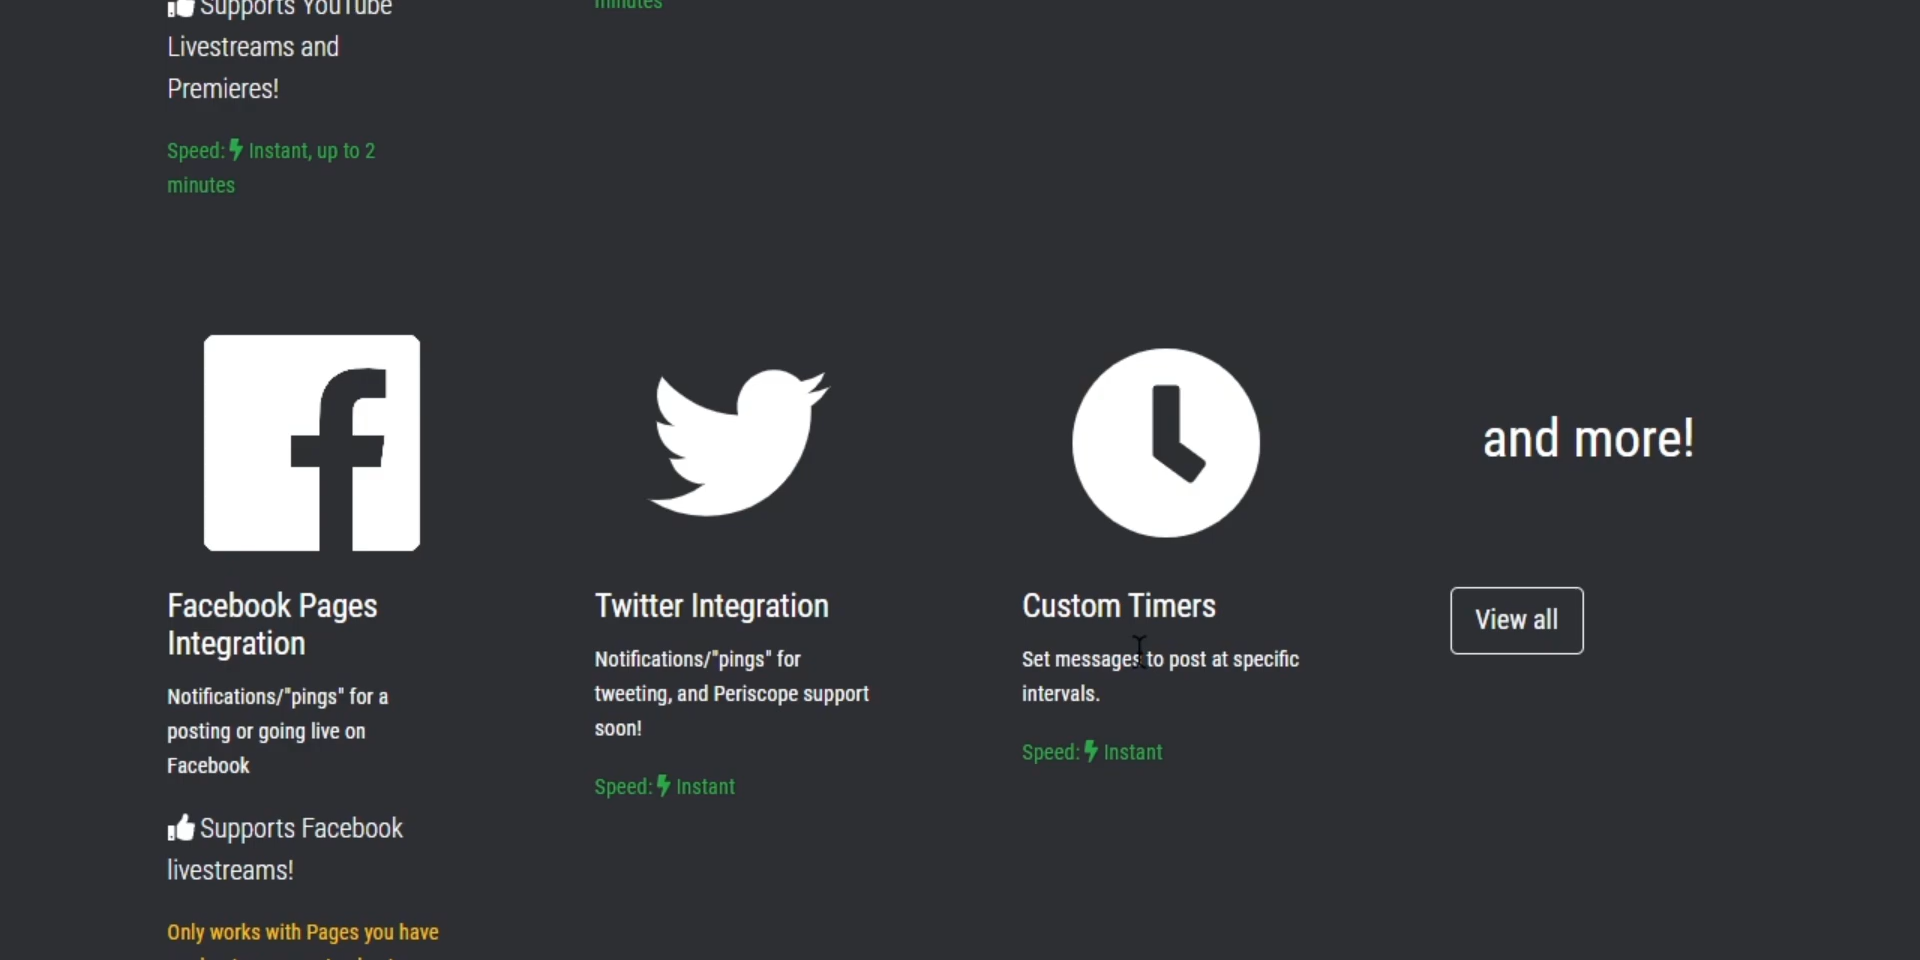 Supports YouTube
Livestreams and
Premieres!
Speed: Instant, up to 2
minutes
minutes
Facebook Pages
Integration
Notifications/"pings" for a
posting or going live on
Facebook
Supports Facebook
livestreams!
Only works with Pages you have
Twitter Integration
Notifications/"pings" for
tweeting, and Periscope support
soon!
Speed: Instant
Custom Timers
Set messages to post at specific
intervals.
Speed: Instant
and more!
View all